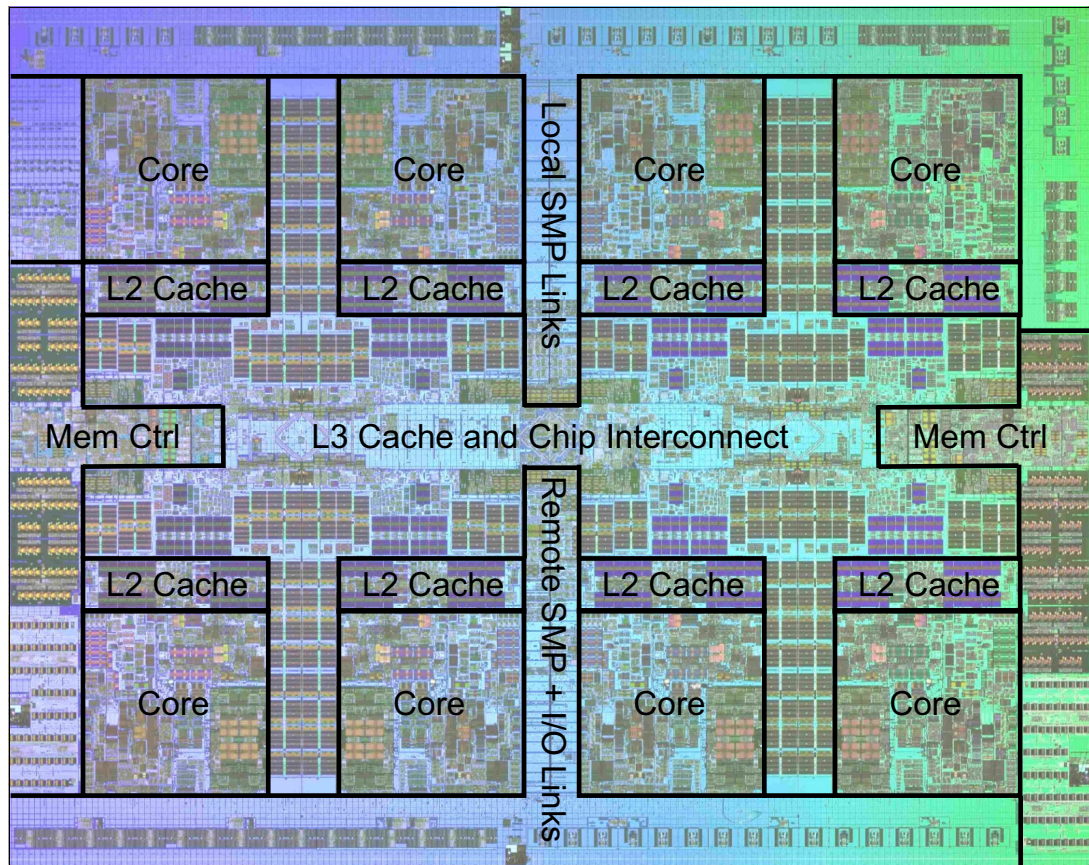 Core
Core
Local SMP Links
Core
Core
L2 Cache
L2 Cache
L2 Cache
L2 Cache
Mem Ctrl
L3 Cache and Chip Interconnect
Mem Ctrl
Remote SMP + I/O Links
L2 Cache
L2 Cache
L2 Cache
L2 Cache
Core
Core
Core
Core